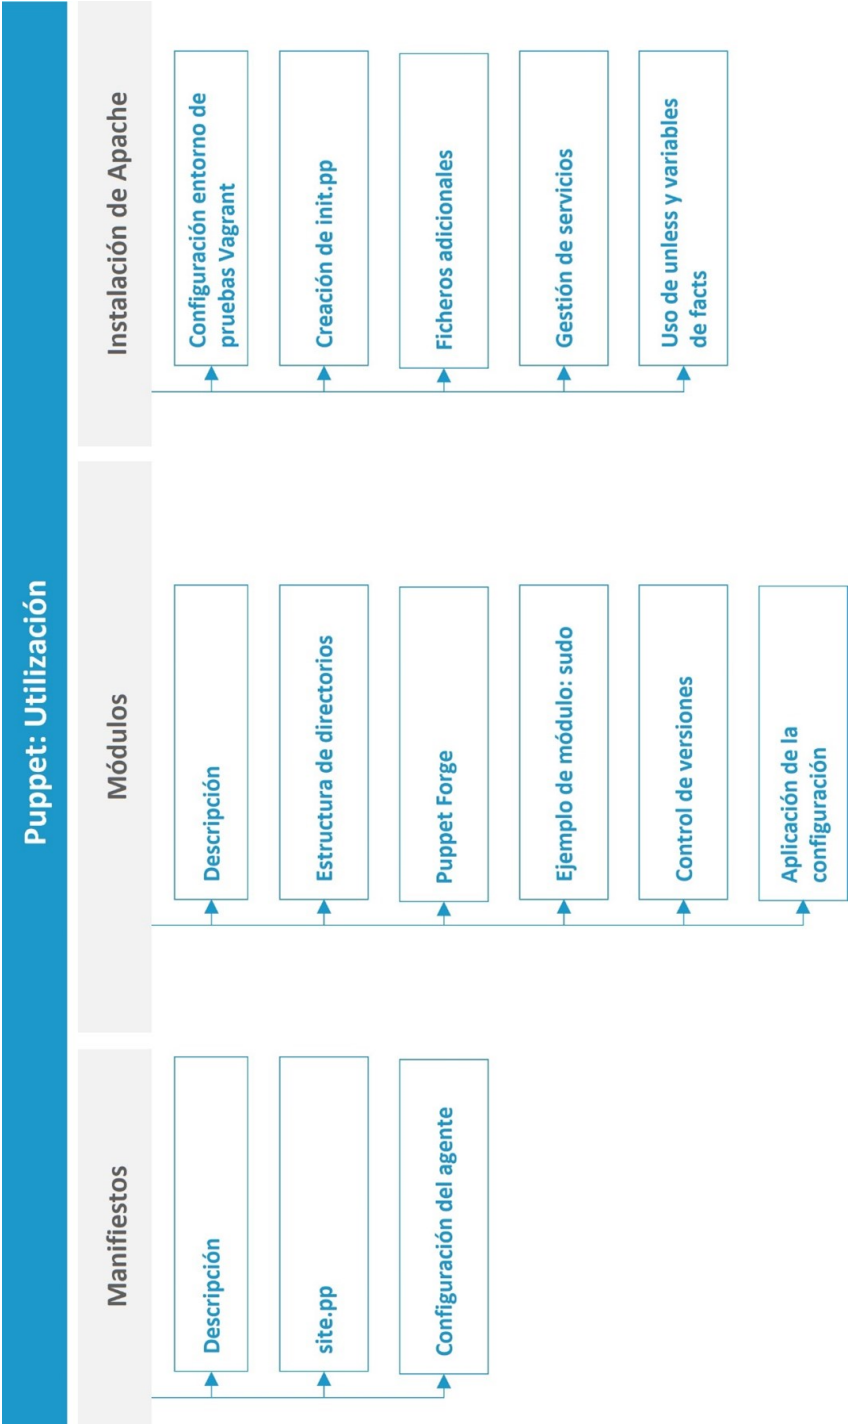 Puppet: Utilización
Manifiestos
Descripción
site.pp
Configuración del agente
Módulos
Descripción
Estructura de directorios
Puppet Forge
Ejemplo de módulo: sudo
Control de versiones
Aplicación de la
configuración
Instalación de Apache
Configuración entorno de
pruebas Vagrant
Creación de init.pp
Ficheros adicionales
Gestión de servicios
Uso de unless y variables
de facts